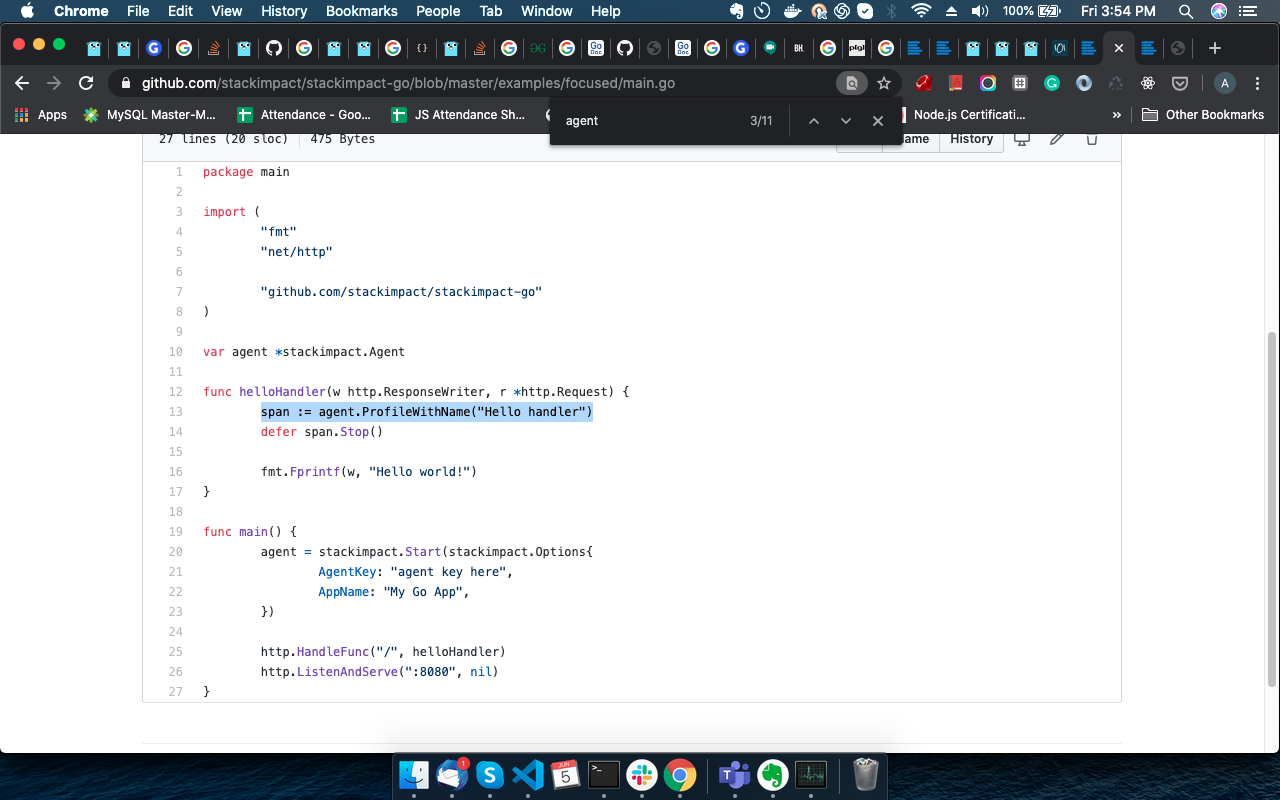 Chrome File Edit View History Bookmarks People Tab Window Help 100% Fri 3:54 PM
G G {} G G Go Doc Go Doc G G BH. G plg] G
github.com/stackimpact/stackimpact-go/blob/master/examples/focused/main.go A
Apps MySQL Master-M... Attendance - Goo... JS Attendance Sh... Node.js Certificati... » Other Bookmarks
agent 3/11
27 lines (20 sloc) 475 Bytes History
1 package main
2
3 import (
4 "fmt"
5 "net/http"
6
7 "github.com/stackimpact/stackimpact-go"
8 )
9
10 var agent *stackimpact.Agent
11
12 func helloHandler(w http.ResponseWriter, r *http.Request) {
13 span := agent.ProfileWithName("Hello handler")
14 defer span.Stop()
15
16 fmt.Fprintf(w, "Hello world!")
17 }
18
19 func main() {
20 agent = stackimpact.Start(stackimpact.Options{
21 AgentKey: "agent key here",
22 AppName: "My Go App",
23 })
24
25 http.HandleFunc("/", helloHandler)
26 http.ListenAndServe(":8080", nil)
27 }
1
JUN
5